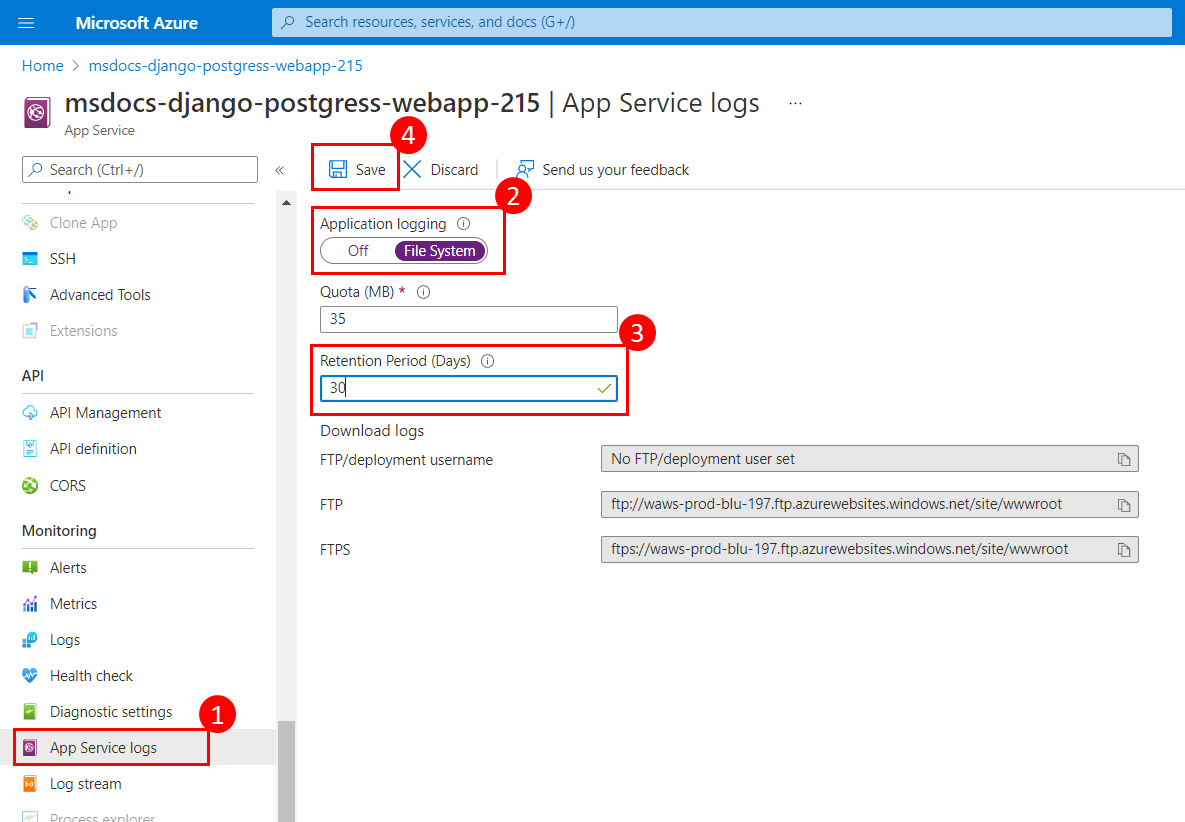 Microsoft Azure
Search resources, services, and docs (G+/)
Home > msdocs-django-postgress-webapp-215
msdocs-django-postgress-webapp-215 | App Service logs ...
App Service
4
Search (Ctrl+/)
«
Save
Discard
Send us your feedback
2
Clone App
SSH
Advanced Tools
Extensions
API
API Management
API definition
CORS
Monitoring
Alerts
Metrics
Logs
Health check
Diagnostic settings
1
App Service logs
Log stream
Process explorer
Application logging
Off File System
Quota (MB) *
35
3
Retention Period (Days)
30
Download logs
FTP/deployment username
No FTP/deployment user set
FTP
ftp://waws-prod-blu-197.ftp.azurewebsites.windows.net/site/wwwroot
FTPS
ftps://waws-prod-blu-197.ftp.azurewebsites.windows.net/site/wwwroot